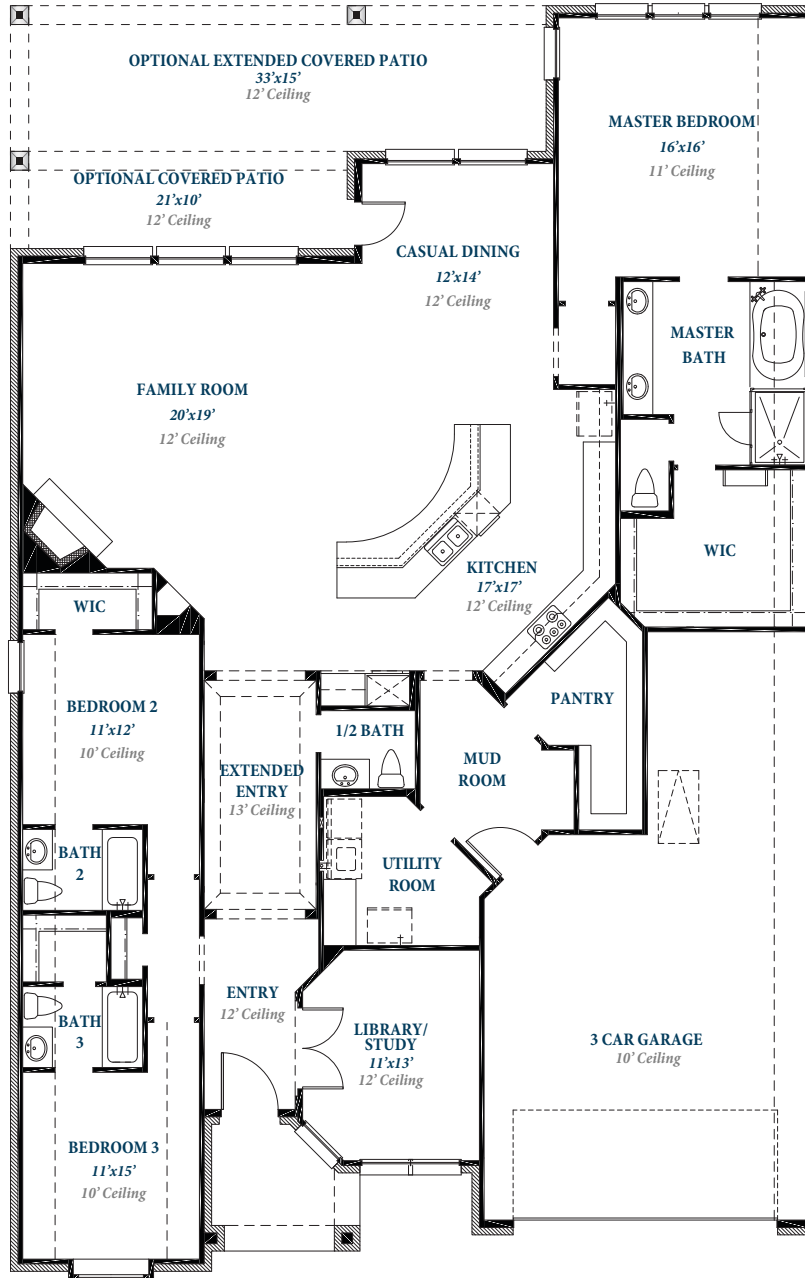 OPTIONAL EXTENDED COVERED PATIO
33'x15'
12' Ceiling
MASTER BEDROOM
16'x16'
11' Ceiling
OPTIONAL COVERED PATIO
21'x10'
12' Ceiling
CASUAL DINING
12'x14'
12' Ceiling
MASTER
BATH
FAMILY ROOM
20'x19'
12' Ceiling
WIC
KITCHEN
17'x17'
12' Ceiling
WIC
BEDROOM 2
11'x12'
10' Ceiling
PANTRY
1/2 BATH
MUD
ROOM
EXTENDED
ENTRY
13' Ceiling
BATH
2
UTILITY
ROOM
ENTRY
12' Ceiling
BATH
3
LIBRARY/
STUDY
11'x13'
12' Ceiling
3 CAR GARAGE
10' Ceiling
BEDROOM 3
11'x15'
10' Ceiling